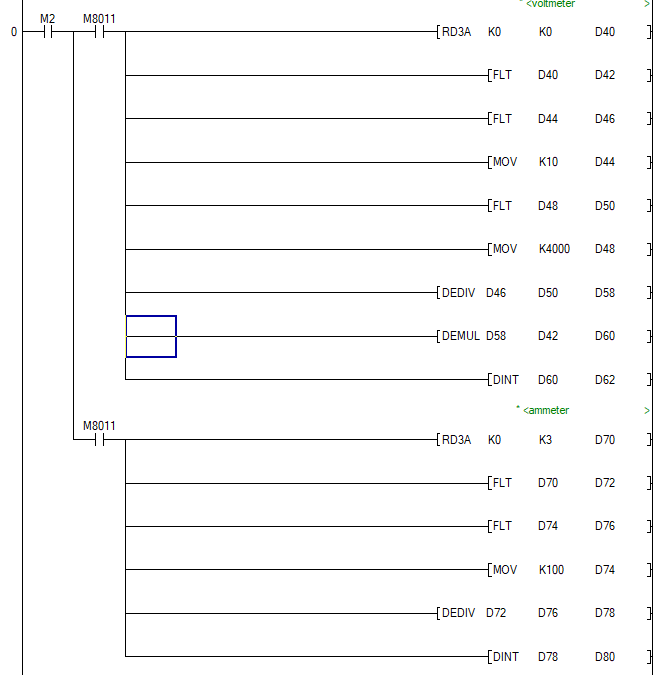 * <voltmeter >
M2 M8011
0 [RD3A K0 K0 D40 ]
[FLT D40 D42 ]
[FLT D44 D46 ]
[MOV K10 D44 ]
[FLT D48 D50 ]
[MOV K4000 D48 ]
[DEDIV D46 D50 D58 ]
[DEMUL D58 D42 D60 ]
[DINT D60 D62 ]
* <ammeter >
M8011
[RD3A K0 K3 D70 ]
[FLT D70 D72 ]
[FLT D74 D76 ]
[MOV K100 D74 ]
[DEDIV D72 D76 D78 ]
[DINT D78 D80 ]